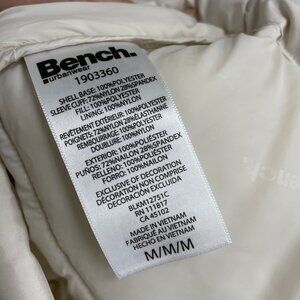 Bench.
urbanwear
1903360
SHELL BASE: 100%POLYESTER
SLEEVE CUFF: 72%NYLON 28%SPANDEX
FILL: 100%POLYESTER
LINING: 100%NYLON
REVÊTEMENT EXTÉRIEUR: 100%POLYESTER
POIGNETS: 72%NYLON 28%SPANDEX
REMBOURRAGE: 100%POLYESTER
DOUBLURE: 100%NYLON
EXTERIOR: 100%POLIÉSTER
PUÑOS: 72%NAILON 28%SPANDEX
RELLENO: 100%POLIÉSTER
FORRO: 100%NAILON
EXCLUSIVE OF DECORATION
DÉCORATION EXCLUE
DECORACIÓN EXCLUIDA
BLKM12751C
RN 111817
CA 45102
MADE IN VIETNAM
FABRIQUÉ AU VIETNAM
HECHO EN VIETNAM
M/M/M